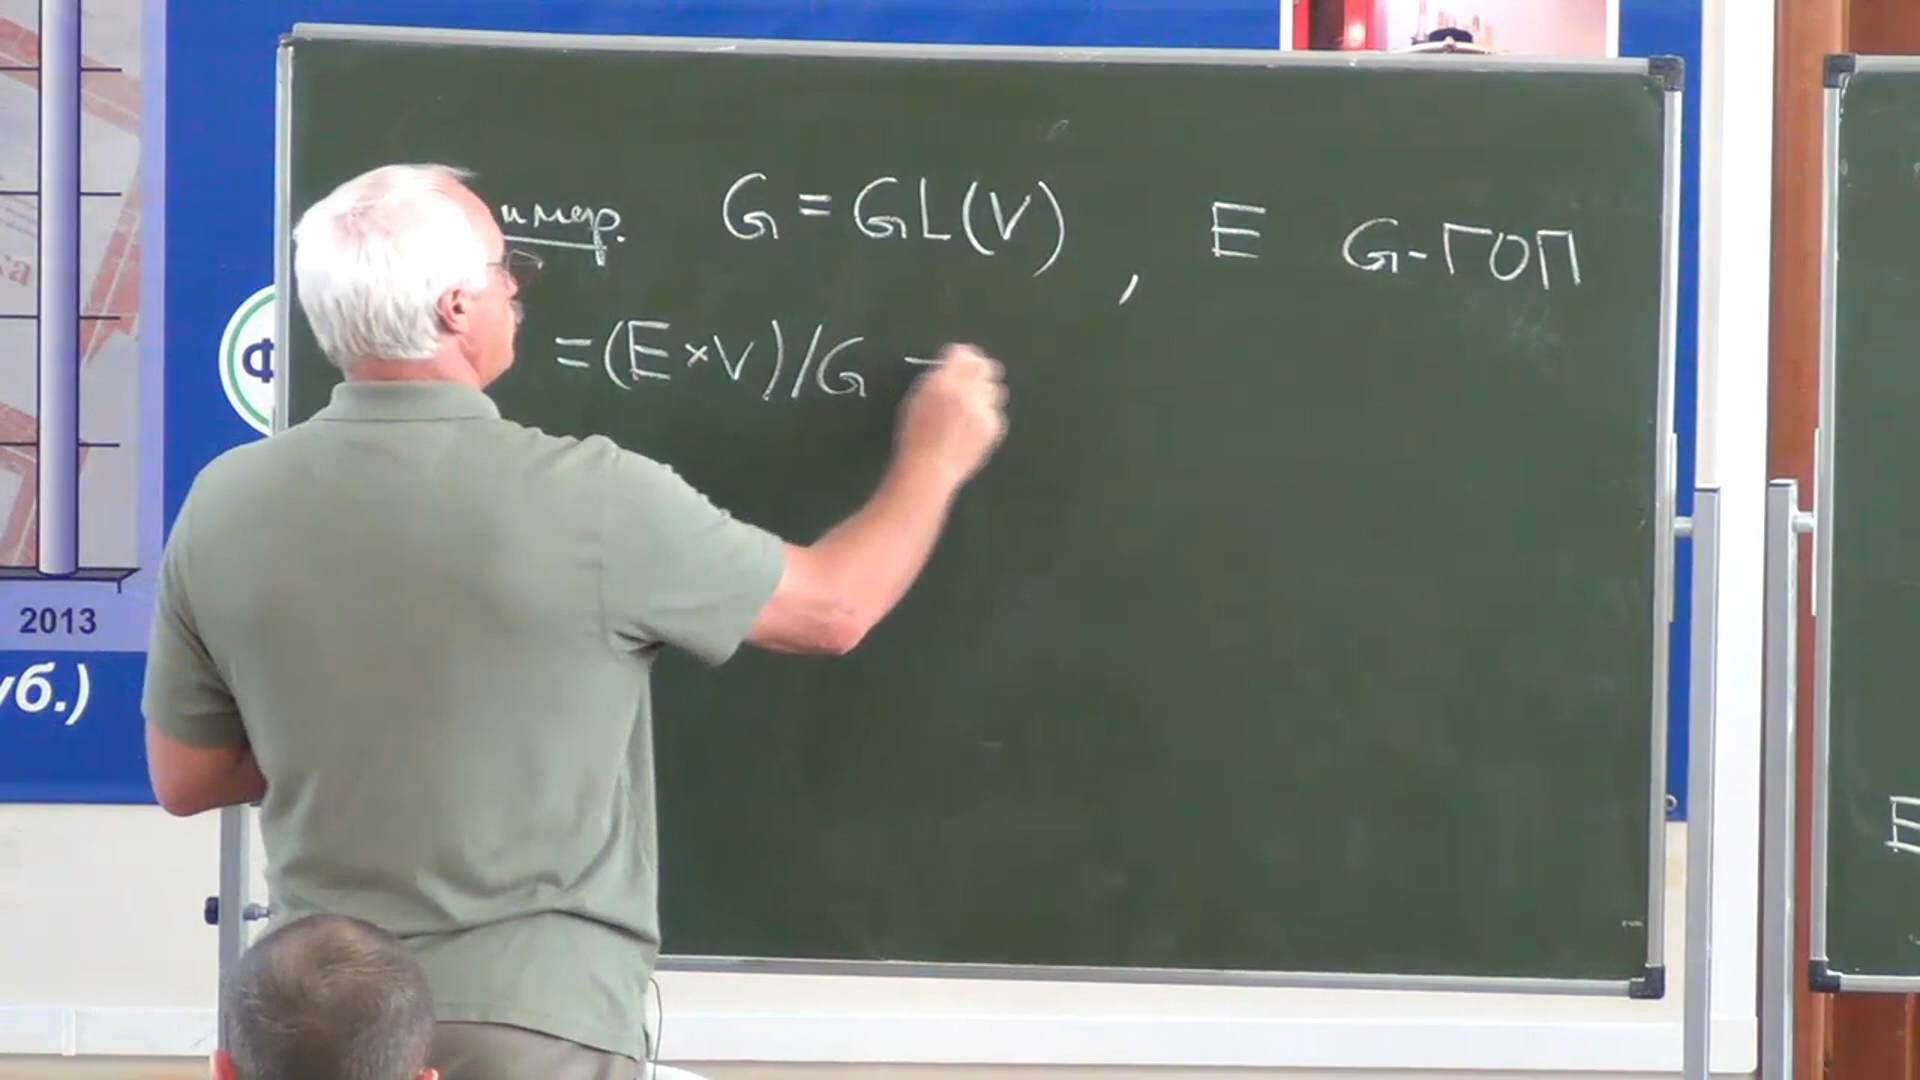 имер. G = GL(V), E G-ГОП
= (E × V)/G
2013
уб.)
Ф
E